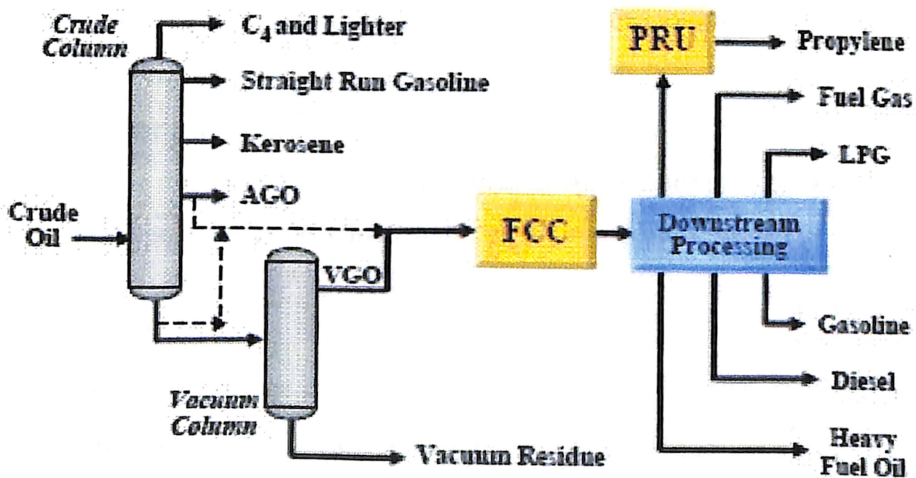 Crude
Column
C4 and Lighter
Straight Run Gasoline
Kerosene
AGO
Crude
Oil
VGO
Vacuum
Column
Vacuum Residue
FCC
PRU
Propylene
Fuel Gas
LPG
Downstream
Processing
Gasoline
Diesel
Heavy
Fuel Oil